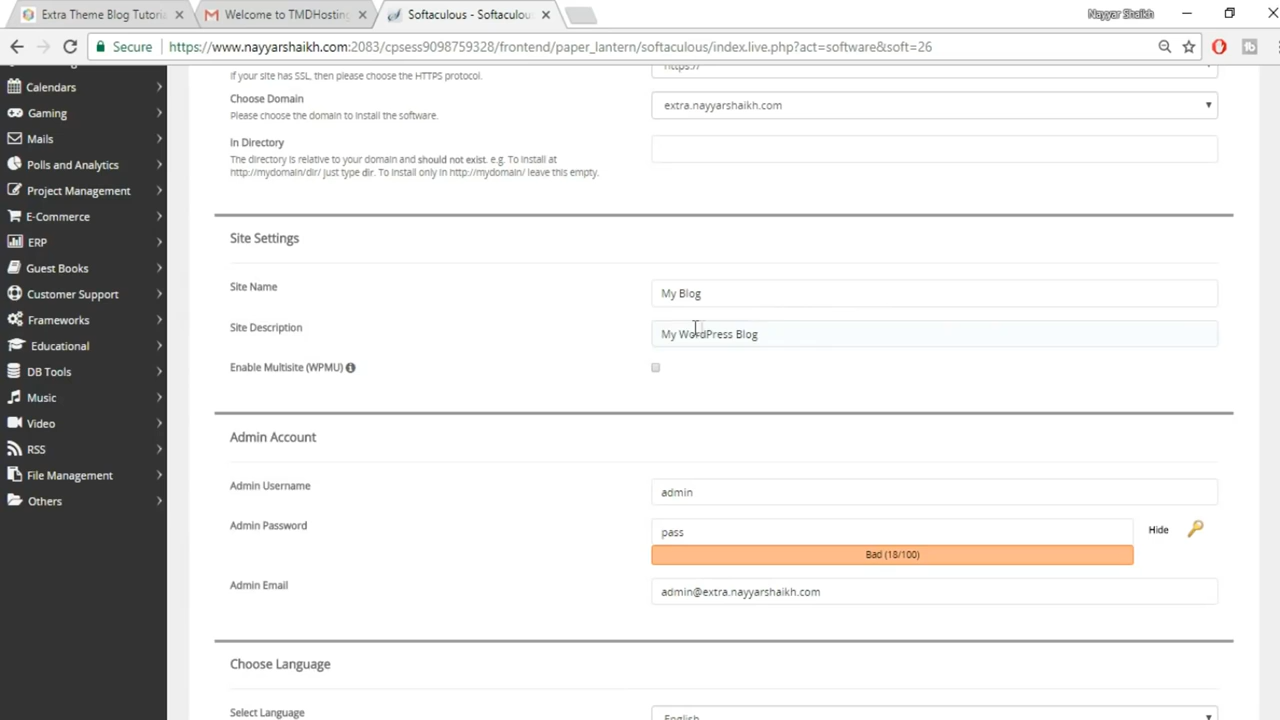 Extra Theme Blog Tutoria
Welcome to TMDHosting
Softaculous - Softaculou
Nayyar Shaikh
Secure
https://www.nayyarshaikh.com:2083/cpsess9098759328/frontend/paper_lantern/softaculous/index.live.php?act=software&soft=26
Calendars
Gaming
Mails
Polls and Analytics
Project Management
E-Commerce
ERP
Guest Books
Customer Support
Frameworks
Educational
DB Tools
Music
Video
RSS
File Management
Others
https://
If your site has SSL, then please choose the HTTPS protocol.
Choose Domain
Please choose the domain to install the software.
extra.nayyarshaikh.com
In Directory
The directory is relative to your domain and should not exist. e.g. To install at
http://mydomain/dir/ just type dir. To install only in http://mydomain/ leave this empty.
Site Settings
Site Name
My Blog
Site Description
My WordPress Blog
Enable Multisite (WPMU)
Admin Account
Admin Username
admin
Admin Password
pass
Hide
Bad (18/100)
Admin Email
admin@extra.nayyarshaikh.com
Choose Language
Select Language
English